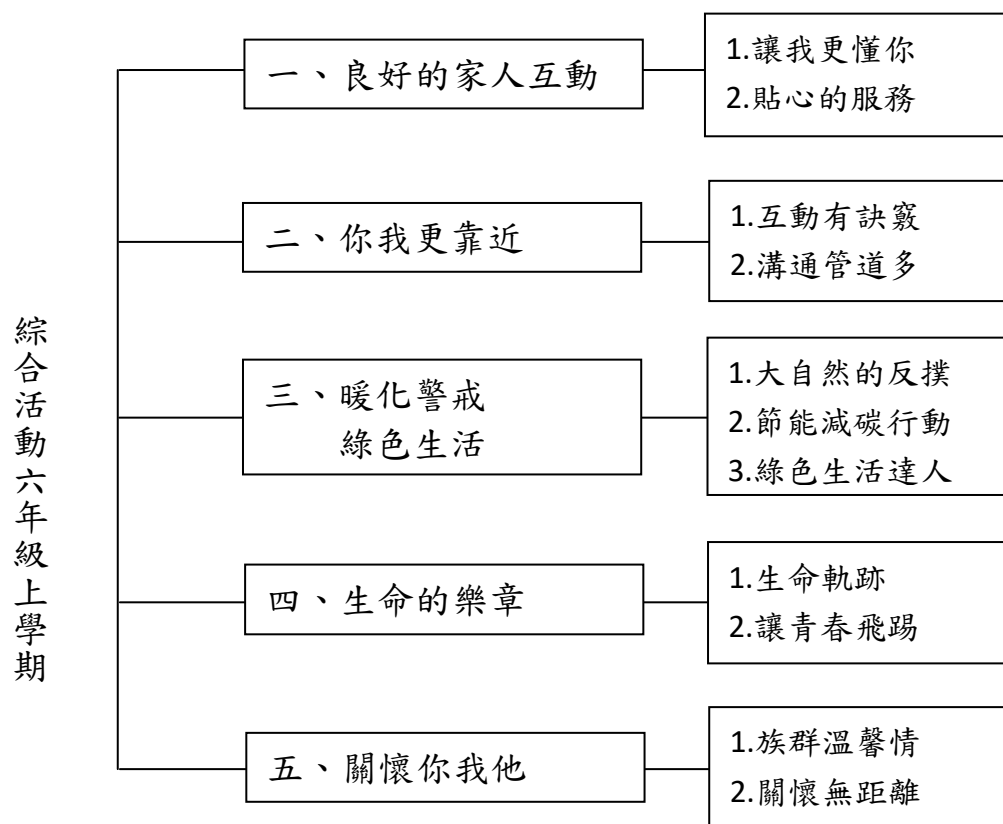 綜合活動六年級上學期
一、良好的家人互動
1.讓我更懂你
2.貼心的服務
二、你我更靠近
1.互動有訣竅
2.溝通管道多
三、暖化警戒
綠色生活
1.大自然的反撲
2.節能減碳行動
3.綠色生活達人
四、生命的樂章
1.生命軌跡
2.讓青春飛踢
五、關懷你我他
1.族群溫馨情
2.關懷無距離